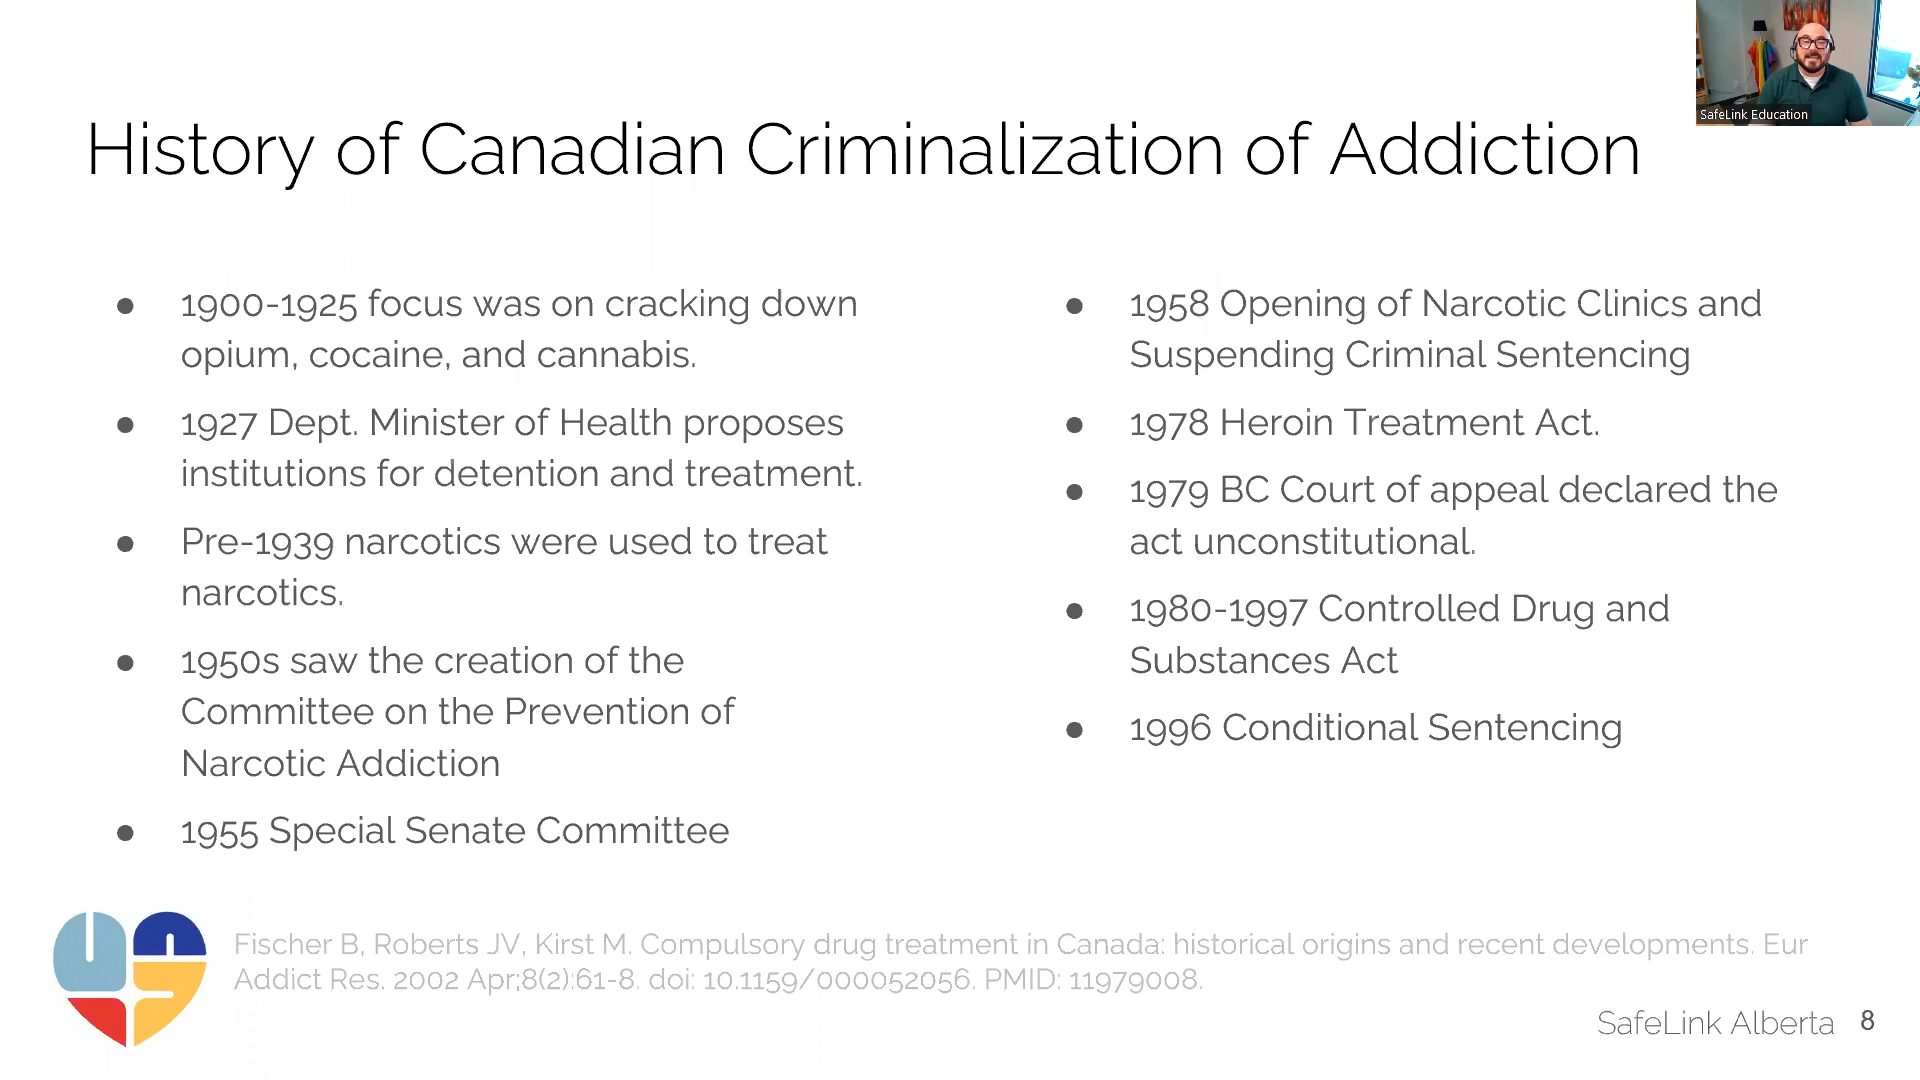 SafeLink Education
History of Canadian Criminalization of Addiction
● 1900-1925 focus was on cracking down
opium, cocaine, and cannabis.
● 1927 Dept. Minister of Health proposes
institutions for detention and treatment.
● Pre-1939 narcotics were used to treat
narcotics.
● 1950s saw the creation of the
Committee on the Prevention of
Narcotic Addiction
● 1955 Special Senate Committee
● 1958 Opening of Narcotic Clinics and
Suspending Criminal Sentencing
● 1978 Heroin Treatment Act.
● 1979 BC Court of appeal declared the
act unconstitutional.
● 1980-1997 Controlled Drug and
Substances Act
● 1996 Conditional Sentencing
Fischer B, Roberts JV, Kirst M. Compulsory drug treatment in Canada: historical origins and recent developments. Eur
Addict Res. 2002 Apr;8(2):61-8. doi: 10.1159/000052056. PMID: 11979008.
SafeLink Alberta 8